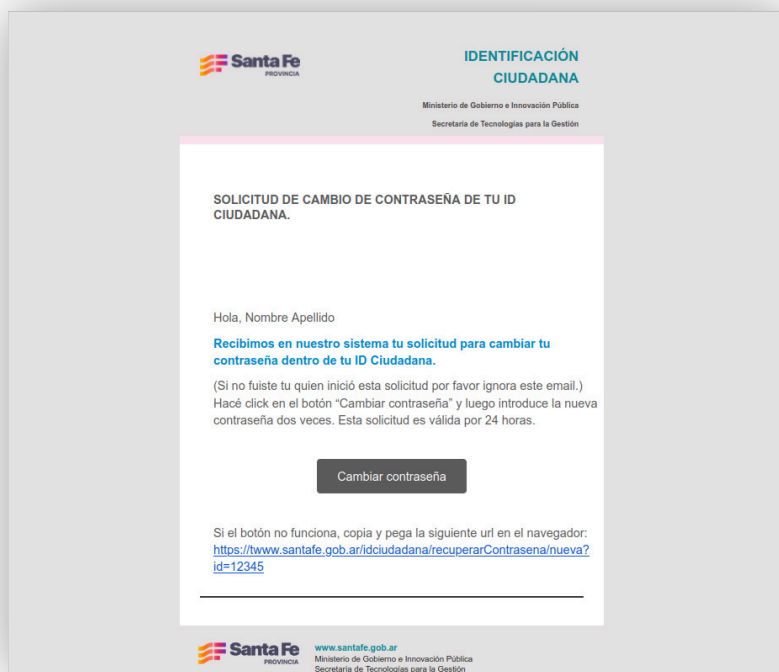 Santa Fe
PROVINCIA
IDENTIFICACIÓN
CIUDADANA
Ministerio de Gobierno e Innovación Pública
Secretaría de Tecnologías para la Gestión
SOLICITUD DE CAMBIO DE CONTRASEÑA DE TU ID
CIUDADANA.
Hola, Nombre Apellido
Recibimos en nuestro sistema tu solicitud para cambiar tu
contraseña dentro de tu ID Ciudadana.
(Si no fuiste tu quien inició esta solicitud por favor ignora este email.)
Hacé click en el botón “Cambiar contraseña” y luego introduce la nueva
contraseña dos veces. Esta solicitud es válida por 24 horas.
Cambiar contraseña
Si el botón no funciona, copia y pega la siguiente url en el navegador:
https://twww.santafe.gob.ar/idciudadana/recuperarContrasena/nueva?
id=12345
Santa Fe
PROVINCIA
www.santafe.gob.ar
Ministerio de Gobierno e Innovación Pública
Secretaría de Tecnologías para la Gestión